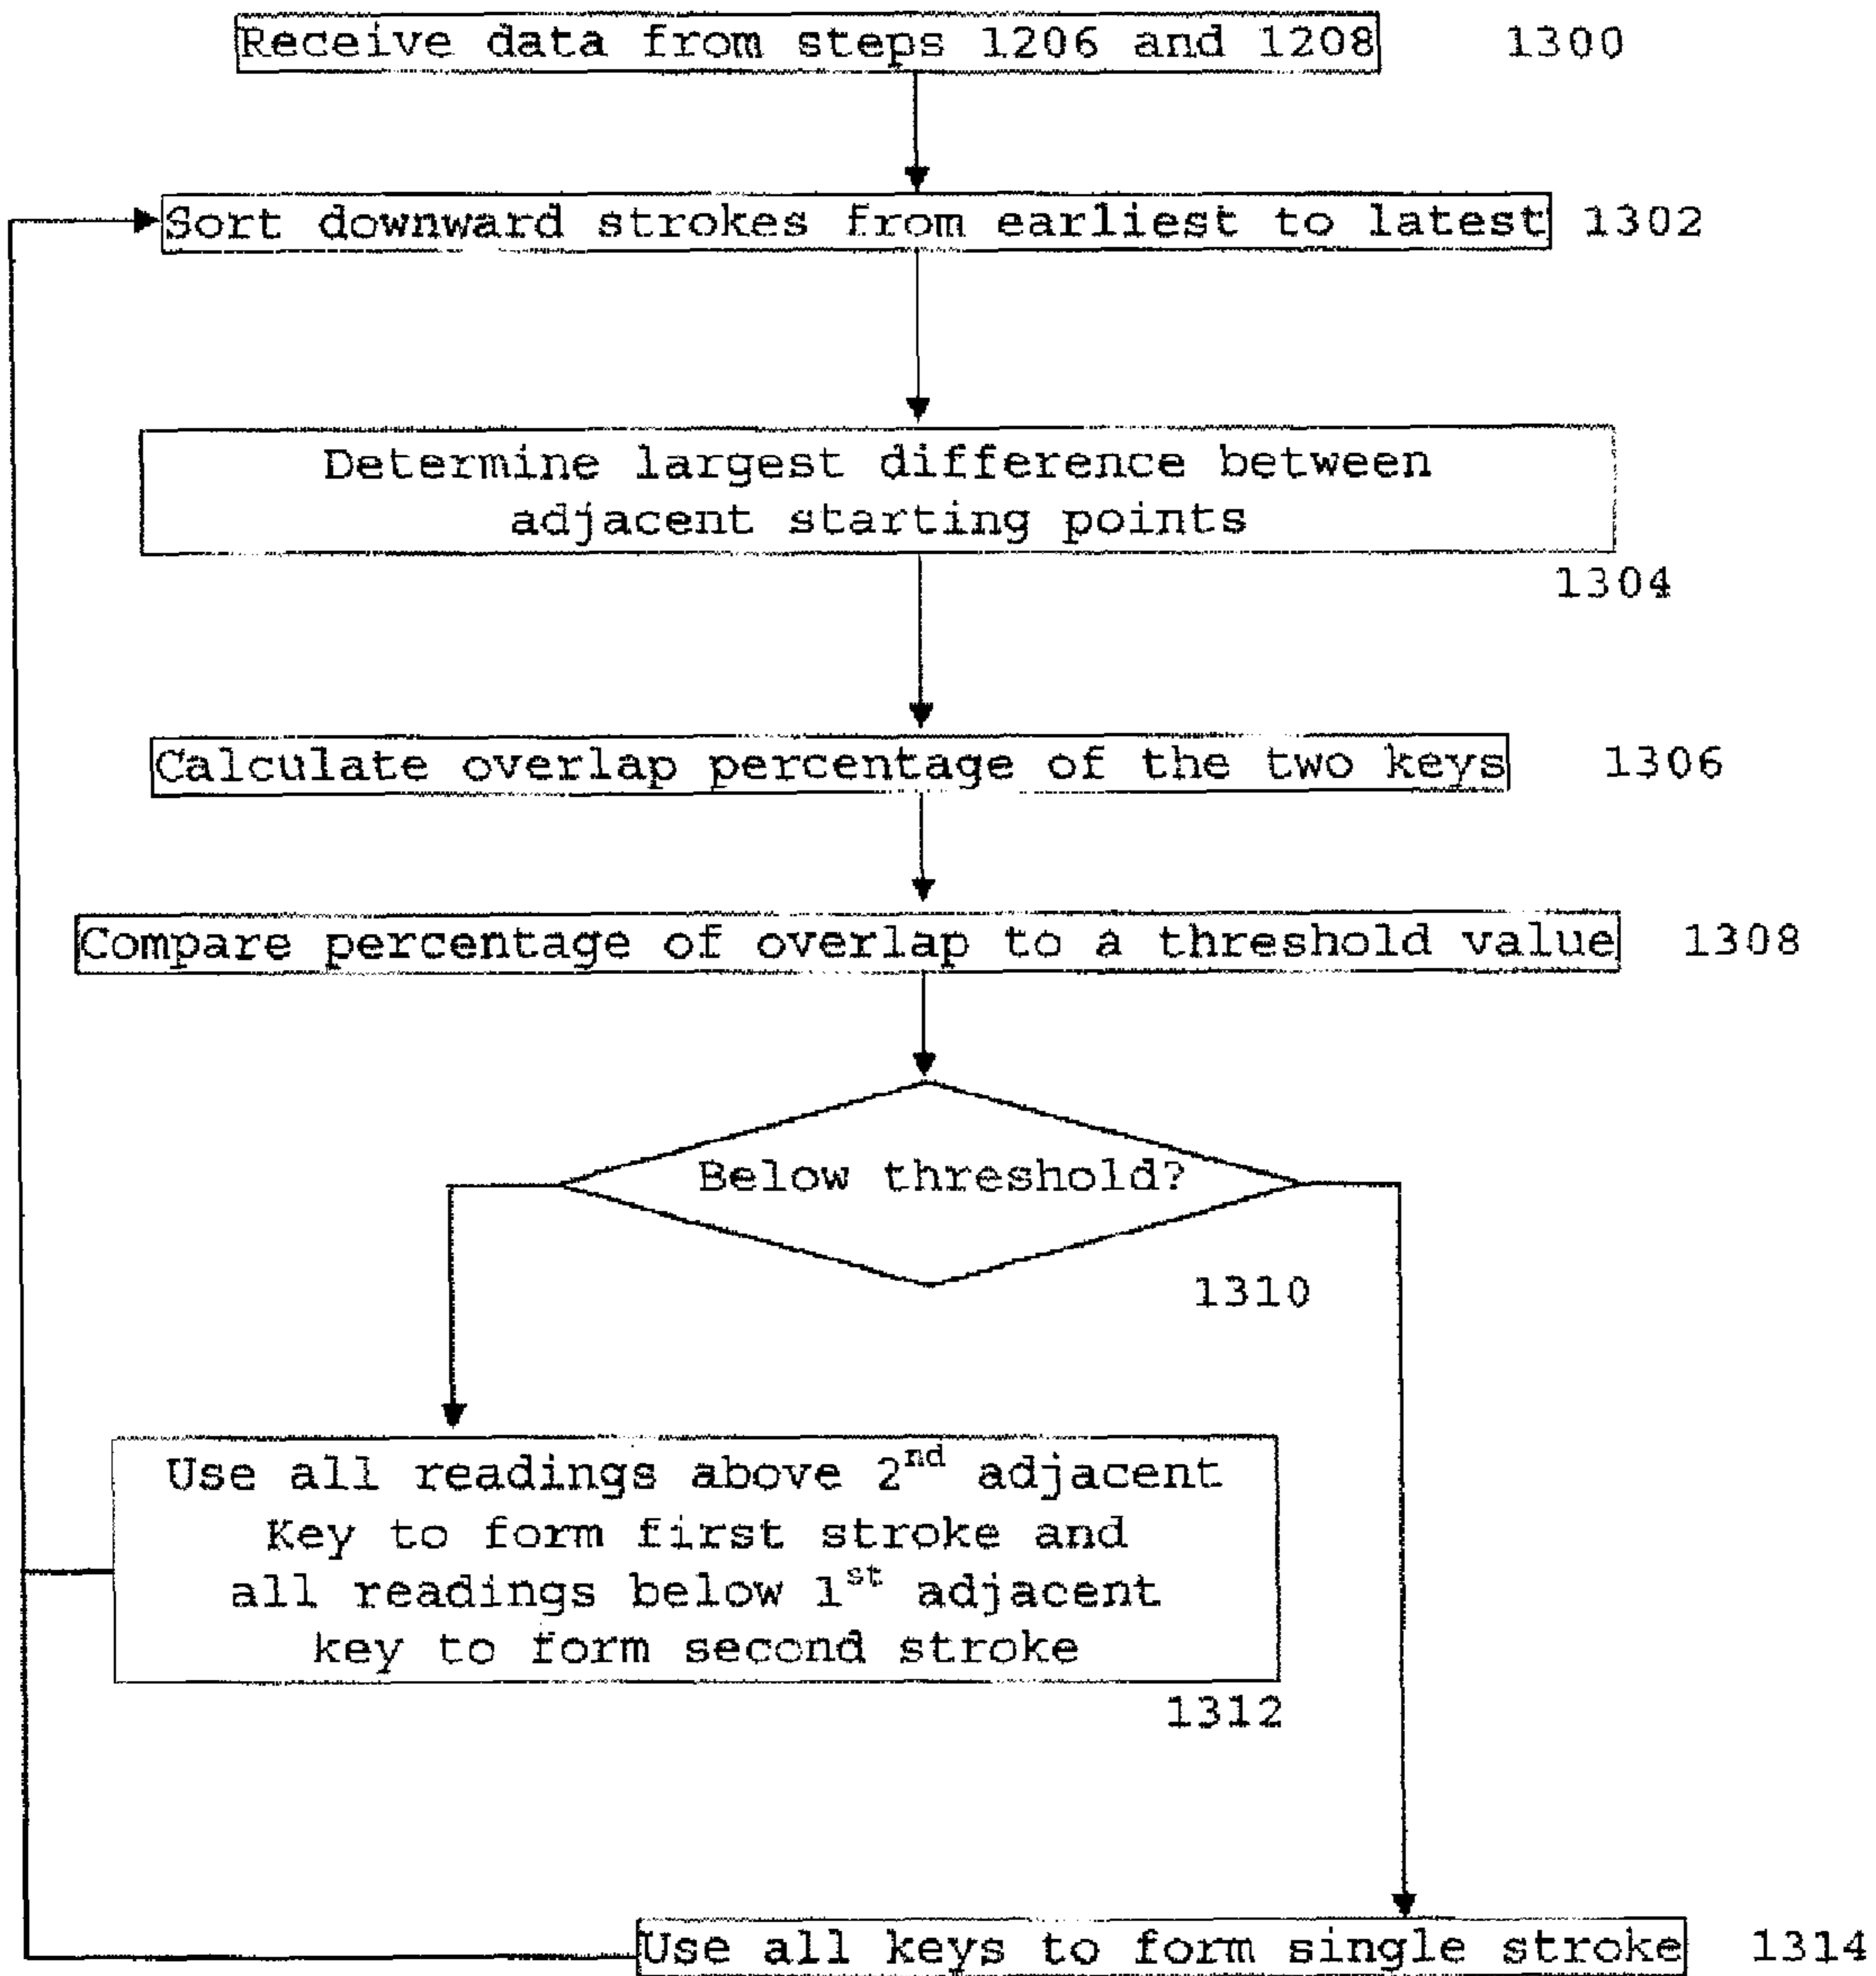 Receive data from steps 1206 and 1208 1300
Sort downward strokes from earliest to latest 1302
Determine largest difference between
adjacent starting points
1304
Calculate overlap percentage of the two keys 1306
Compare percentage of overlap to a threshold value 1308
Below threshold?
1310
Use all readings above 2nd adjacent
Key to form first stroke and
all readings below 1st adjacent
key to form second stroke
1312
Use all keys to form single stroke 1314